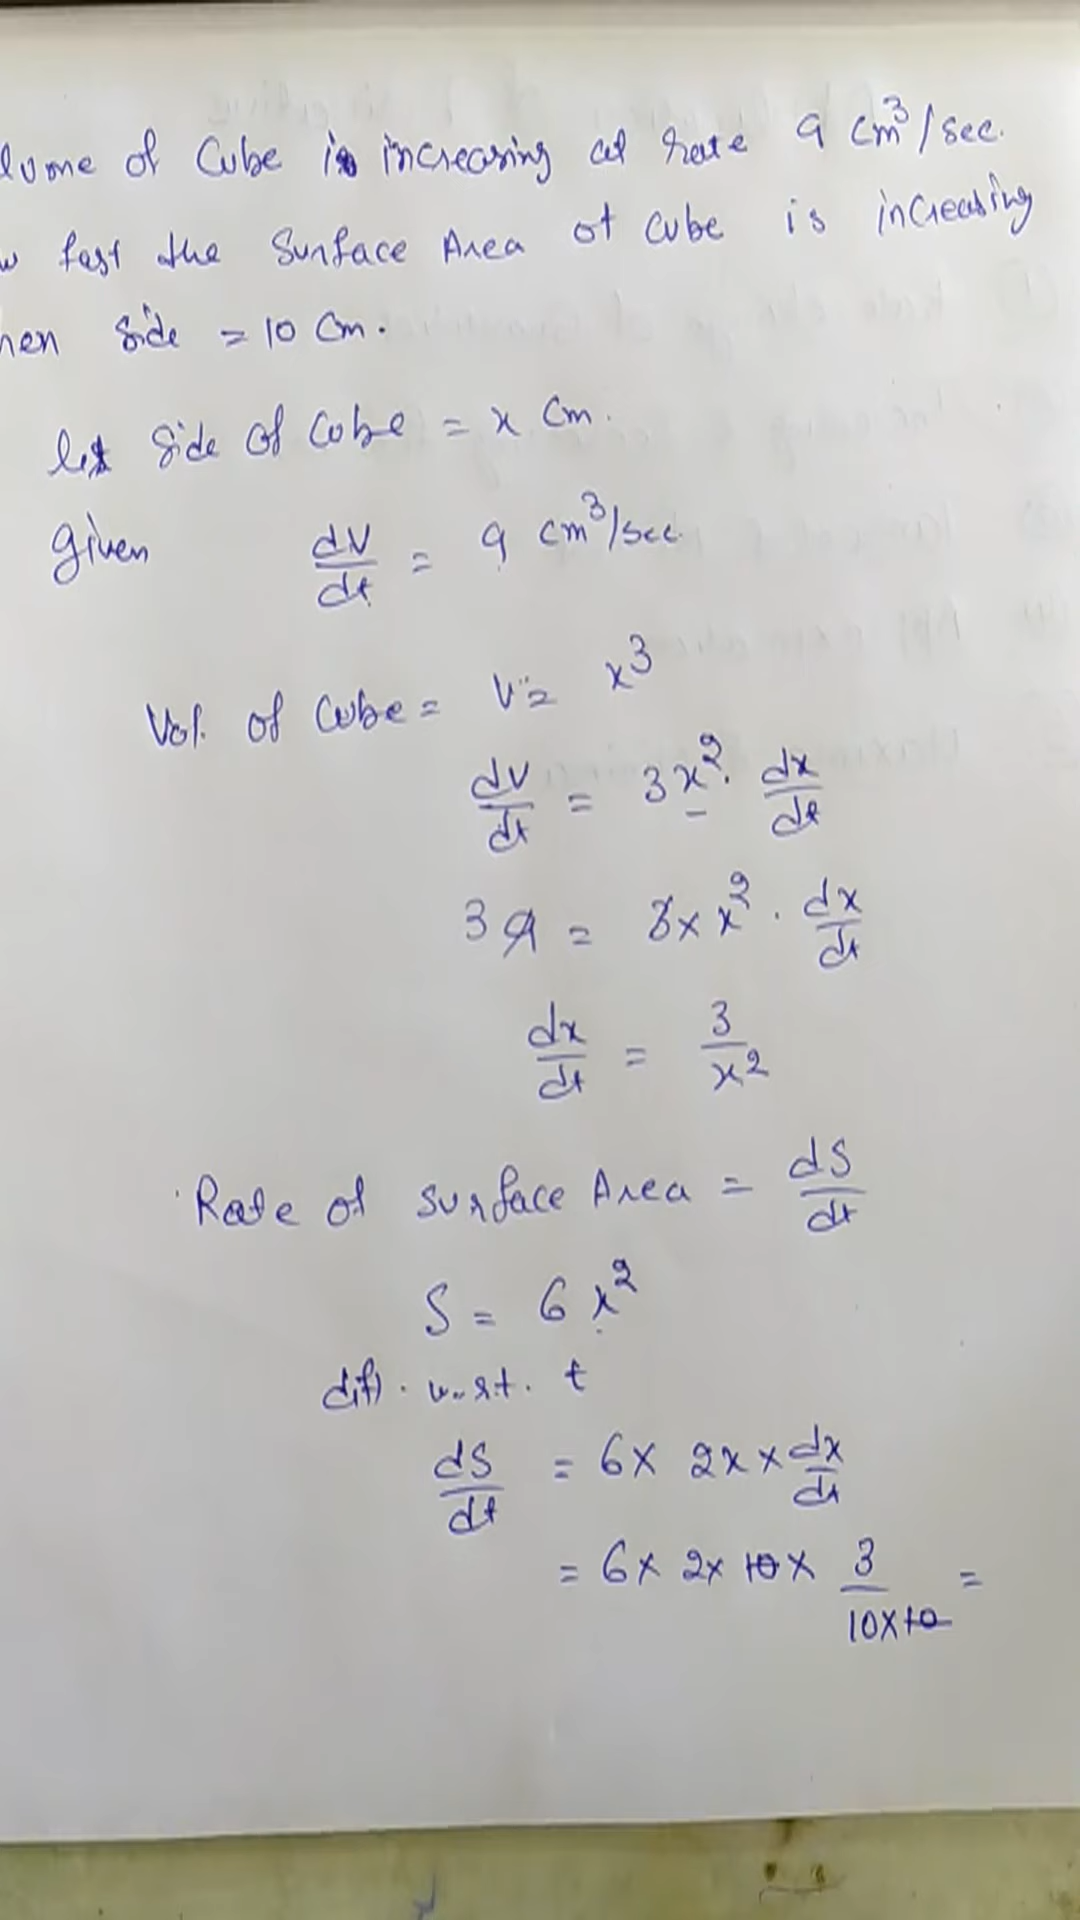 lume of Cube is increasing at rate 9 cm³/sec.
w fast the Surface Area of cube is increasing
hen side = 10 Cm.
let Side of Cube = x Cm.
given dV/dt = 9 cm³/sec
Vol. of Cube = V = x³
dv/dt = 3x². dx/dt
3 9 = 3 × x² . dx/dt
dx/dt = 3/x²
Rate of surface Area = dS/dt
S = 6x²
diff. w.r.t. t
dS/dt = 6 × 2x × dx/dt
= 6 × 2 × 10 × 3/10×10 =